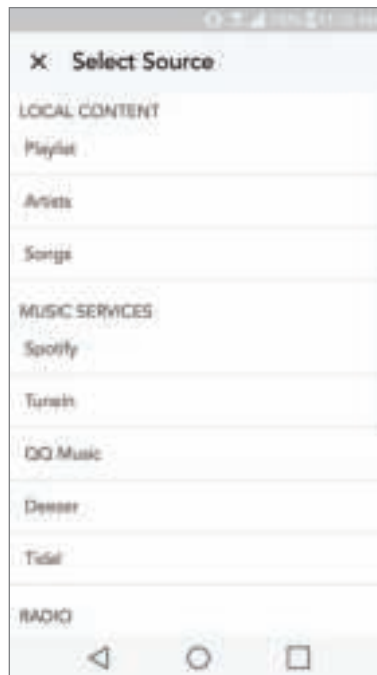 × Select Source
LOCAL CONTENT
Playlist
Artists
Songs
MUSIC SERVICES
Spotify
TuneIn
QQ Music
Deezer
Tidal
RADIO